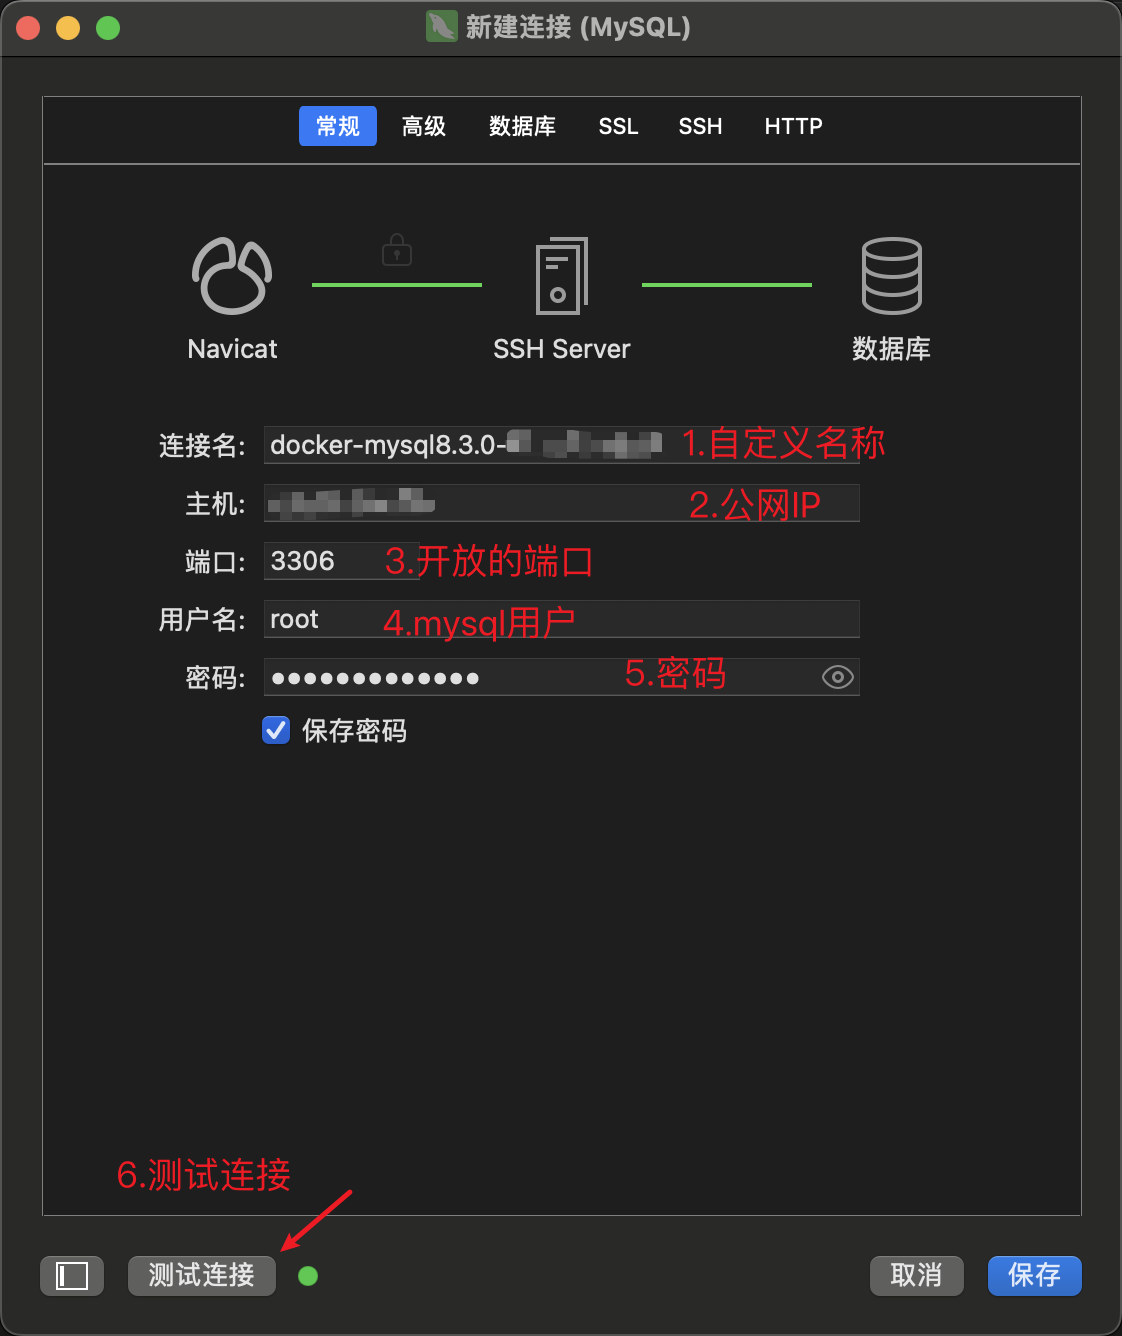 新建连接 (MySQL)
常规 高级 数据库 SSL SSH HTTP
Navicat SSH Server 数据库
连接名: docker-mysql8.3.0- 1.自定义名称
主机: 2.公网IP
端口: 3306 3.开放的端口
用户名: root 4.mysql用户
密码: ●●●●●●●●●●●●● 5.密码
保存密码
6.测试连接
测试连接 取消 保存